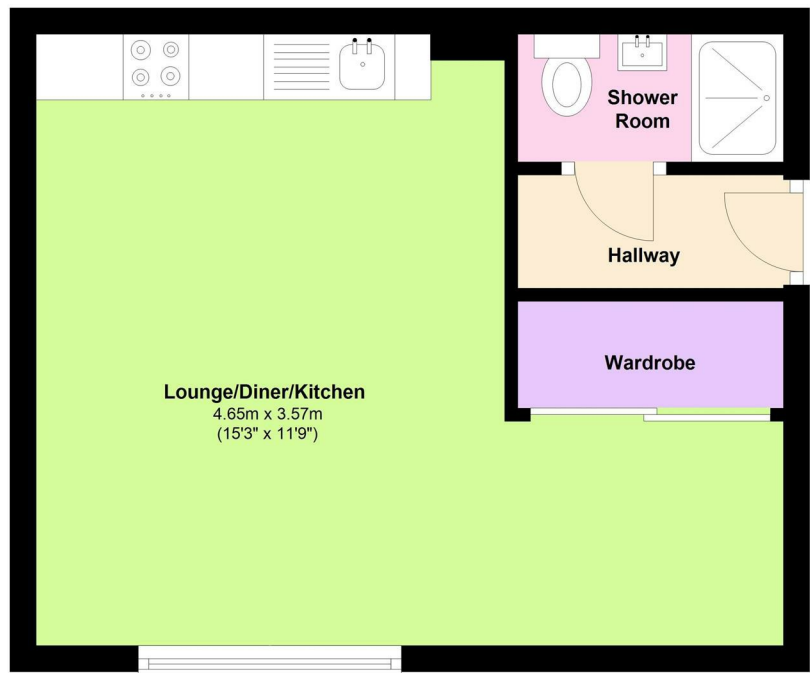 Shower
Room
Hallway
Wardrobe
Lounge/Diner/Kitchen
4.65m x 3.57m
(15'3" x 11'9")